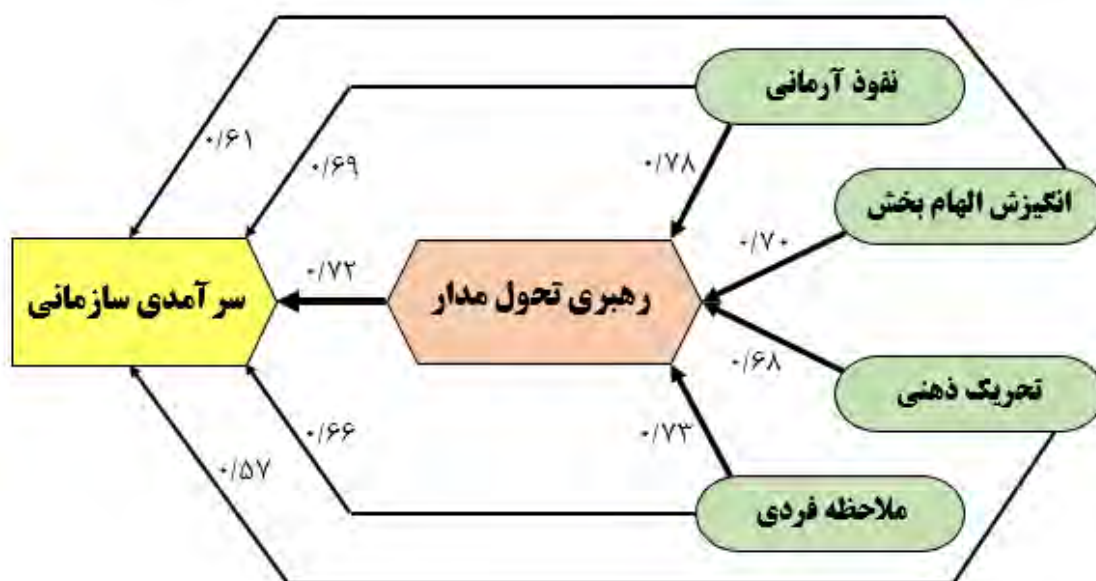 نفوذ آرمانی
۰/۶۱
۰/۶۹
۰/۷۸
انگیزش الهام بخش
۰/۷۰
۰/۷۲
رهبری تحول مدار
سرآمدی سازمانی
۰/۶۸
تحریک ذهنی
۰/۷۳
۰/۶۶
۰/۵۷
ملاحظه فردی